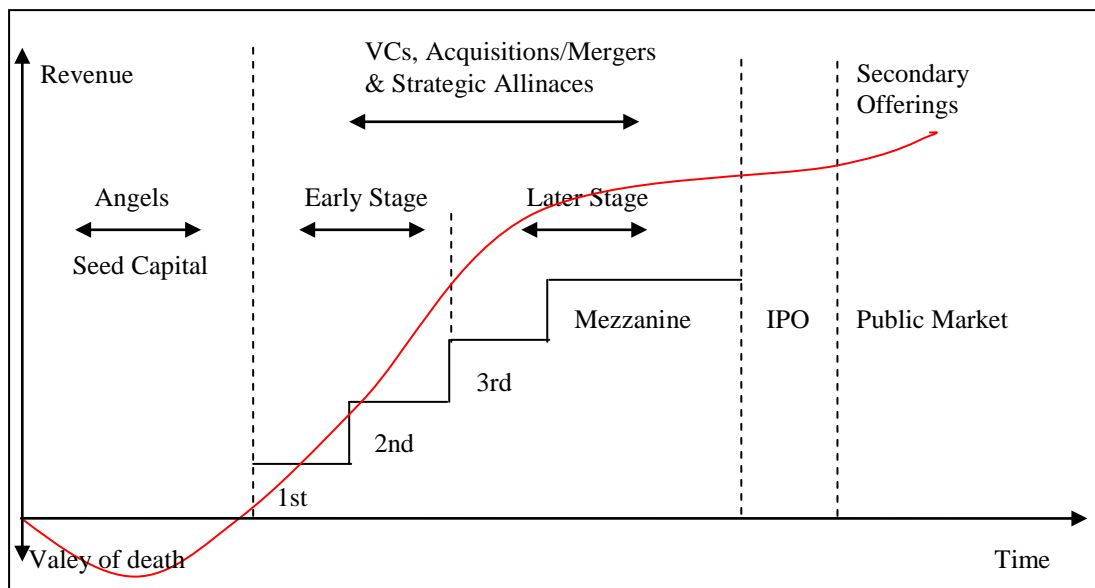 VCs, Acquisitions/Mergers
& Strategic Allinaces
Revenue
Secondary
Offerings
Angels
Early Stage
Later Stage
Seed Capital
Mezzanine
IPO
Public Market
3rd
2nd
1st
Valey of death
Time